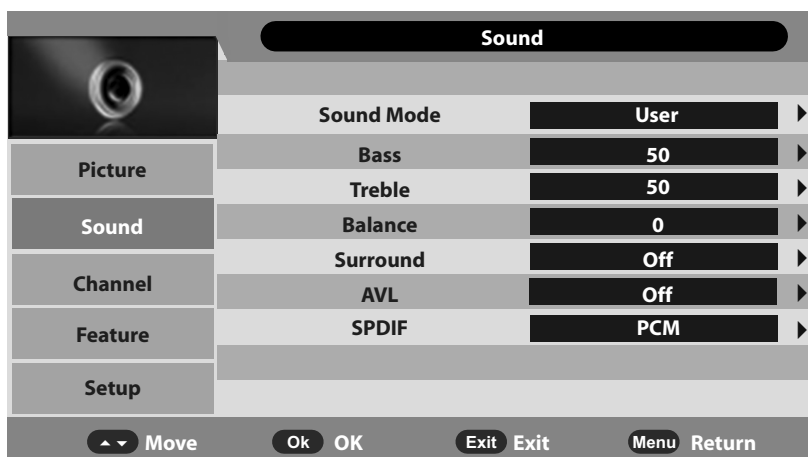 Sound
Sound Mode User
Bass 50
Treble 50
Balance 0
Surround Off
AVL Off
SPDIF PCM
Picture
Sound
Channel
Feature
Setup
Move Ok OK Exit Exit Menu Return